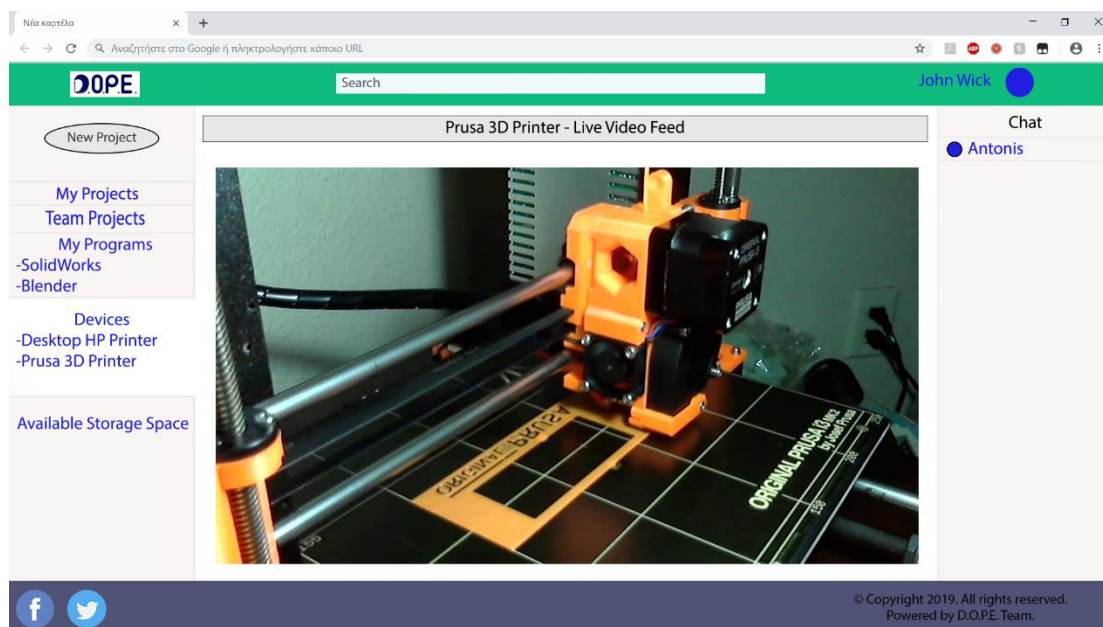 Νέα καρτέλα
Αναζητήστε στο Google ή πληκτρολογήστε κάποιο URL
D.O.P.E.
Search
John Wick
New Project
Prusa 3D Printer - Live Video Feed
Chat
Antonis
My Projects
Team Projects
My Programs
-SolidWorks
-Blender
Devices
-Desktop HP Printer
-Prusa 3D Printer
Available Storage Space
ORIGINAL PRUSA
ORIGINAL PRUSA i3 MK2
by Josef Prusa
200
150
© Copyright 2019. All rights reserved.
Powered by D.O.P.E. Team.